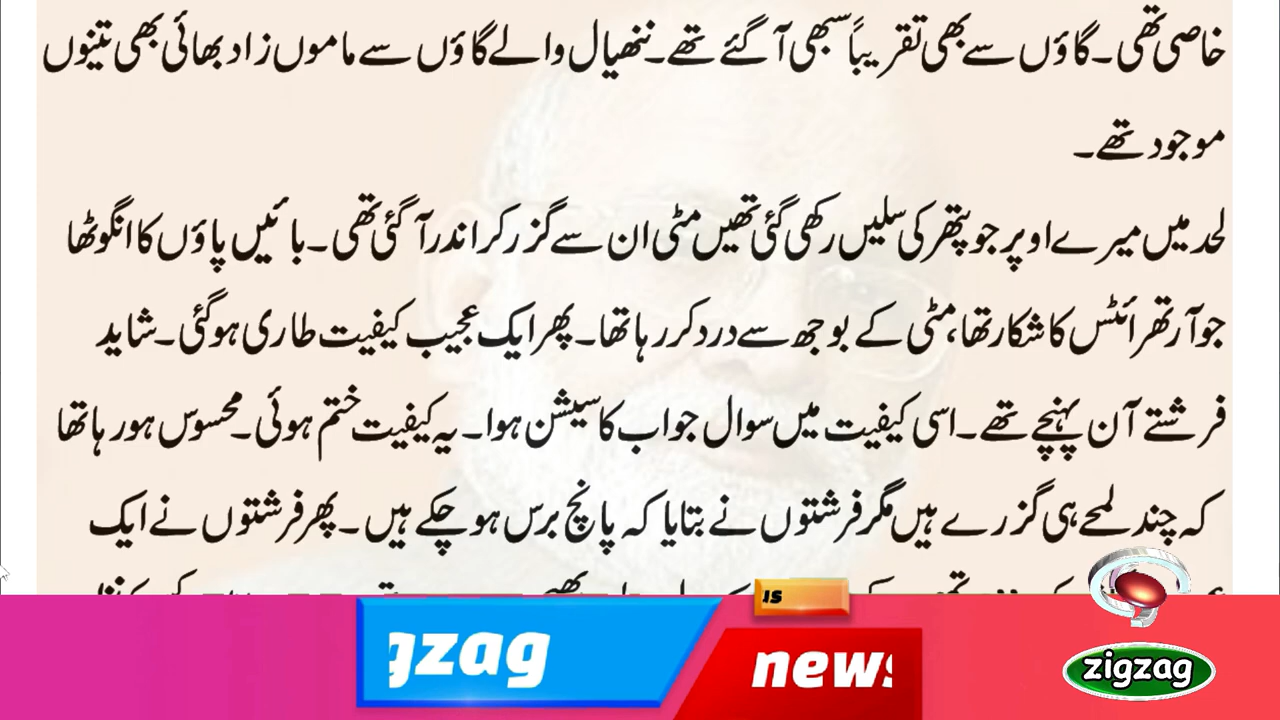 خاصی تھی۔ گاؤں سے بھی تقریباً سبھی آ گئے تھے۔ ننھیال والے گاؤں سے ماموں زاد بھائی بھی تینوں
موجود تھے۔
لحد میں میرے اوپر جو پتھر کی سلیں رکھی گئی تھیں مٹی ان سے گزر کر اندر آ گئی تھی۔ بائیں پاؤں کا انگوٹھا
جو آرتھرائٹس کا شکار تھا، مٹی کے بوجھ سے درد کر رہا تھا۔ پھر ایک عجیب کیفیت طاری ہو گئی۔ شاید
فرشتے آن پہنچے تھے۔ اسی کیفیت میں سوال جواب کا سیشن ہوا۔ یہ کیفیت ختم ہوئی۔ محسوس ہو رہا تھا
کہ چند لمحے ہی گزرے ہیں مگر فرشتوں نے بتایا کہ پانچ برس ہو چکے ہیں۔ پھر فرشتوں نے ایک
us
gzag
news
zigzag